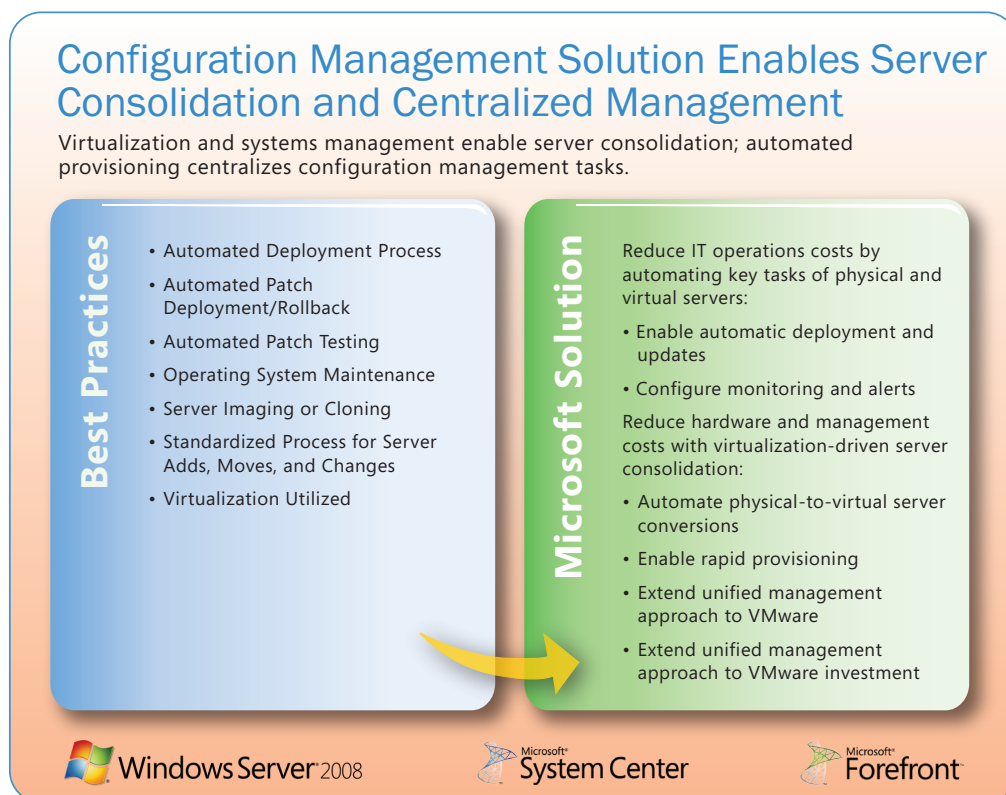 Configuration Management Solution Enables Server
Consolidation and Centralized Management
Virtualization and systems management enable server consolidation; automated
provisioning centralizes configuration management tasks.
Best Practices
• Automated Deployment Process
• Automated Patch
Deployment/Rollback
• Automated Patch Testing
• Operating System Maintenance
• Server Imaging or Cloning
• Standardized Process for Server
Adds, Moves, and Changes
• Virtualization Utilized
Microsoft Solution
Reduce IT operations costs by
automating key tasks of physical and
virtual servers:
• Enable automatic deployment and
updates
• Configure monitoring and alerts
Reduce hardware and management
costs with virtualization-driven server
consolidation:
• Automate physical-to-virtual server
conversions
• Enable rapid provisioning
• Extend unified management
approach to VMware
• Extend unified management
approach to VMware investment
Windows Server® 2008
Microsoft®
System Center
Microsoft®
Forefront™